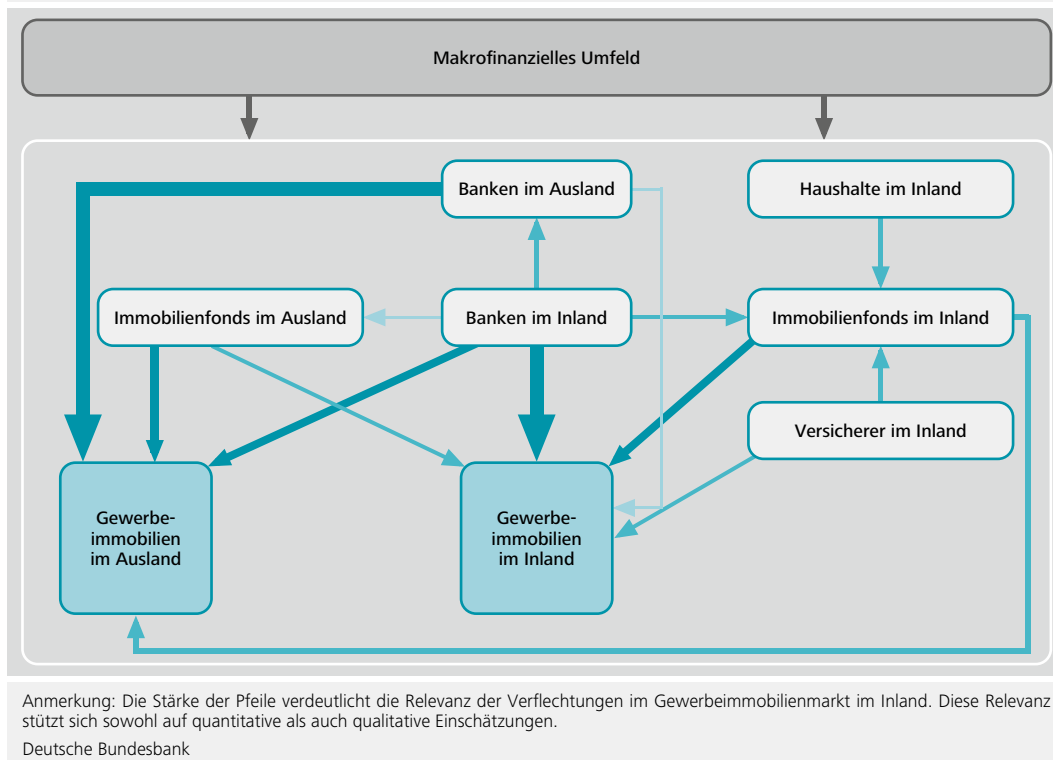 Makrofinanzielles Umfeld
Banken im Ausland
Haushalte im Inland
Immobilienfonds im Ausland
Banken im Inland
Immobilienfonds im Inland
Versicherer im Inland
Gewerbe-
immobilien
im Ausland
Gewerbe-
immobilien
im Inland
Anmerkung: Die Stärke der Pfeile verdeutlicht die Relevanz der Verflechtungen im Gewerbeimmobilienmarkt im Inland. Diese Relevanz
stützt sich sowohl auf quantitative als auch qualitative Einschätzungen.
Deutsche Bundesbank